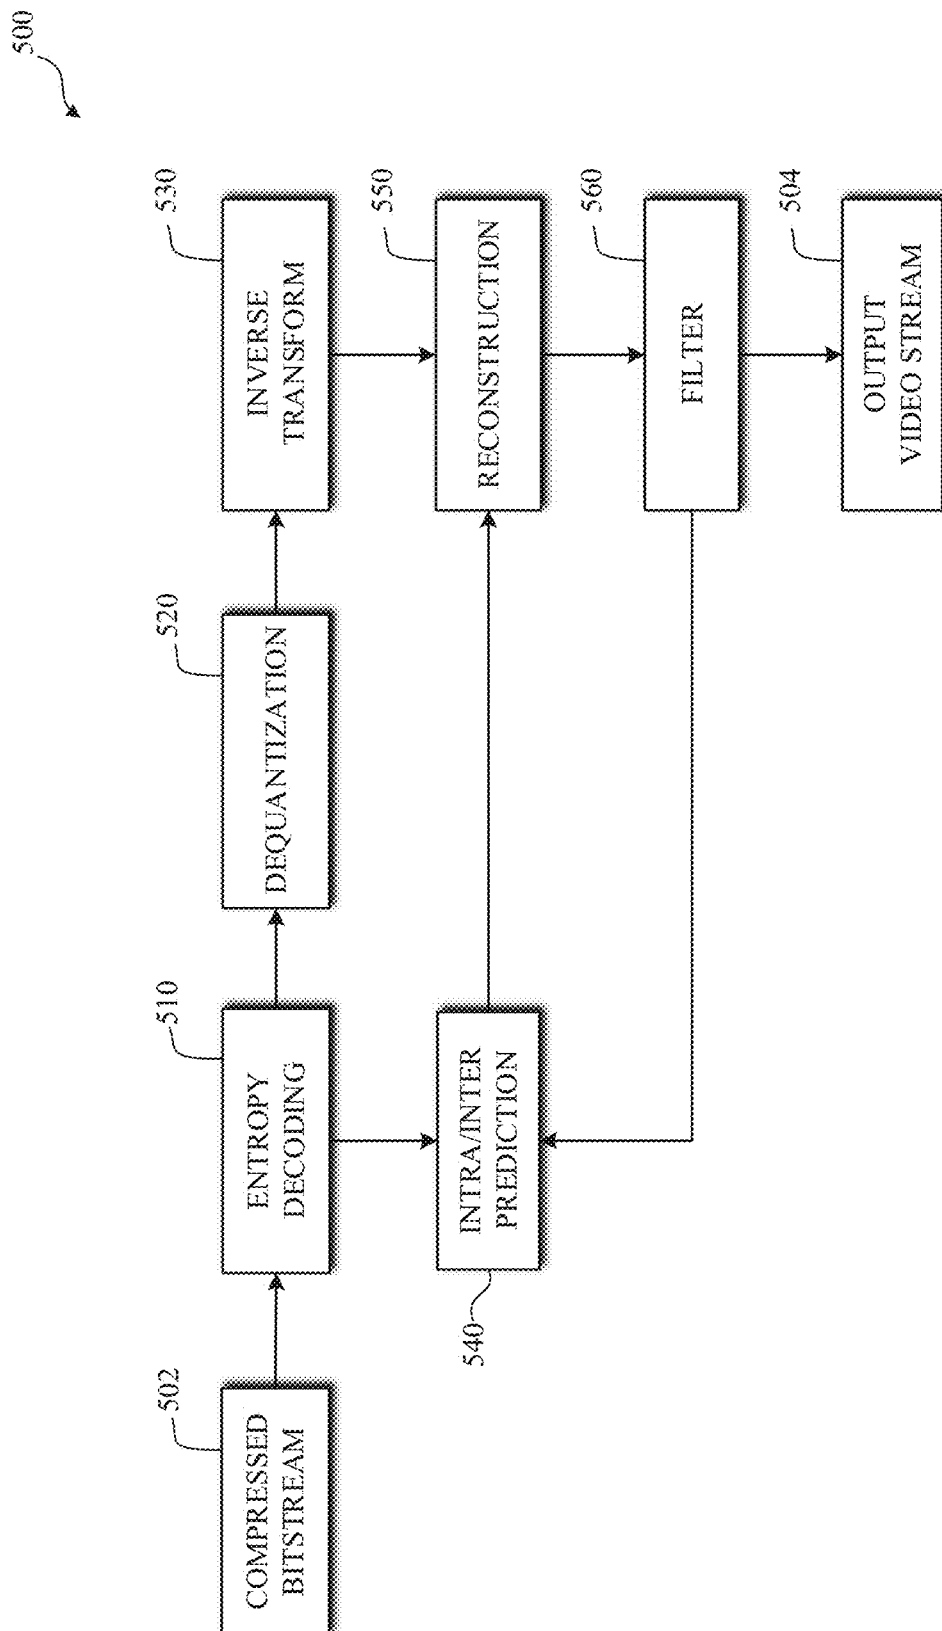 500
502
COMPRESSED
BITSTREAM
510
ENTROPY
DECODING
520
DEQUANTIZATION
530
INVERSE
TRANSFORM
540
INTRA/INTER
PREDICTION
550
RECONSTRUCTION
560
FILTER
504
OUTPUT
VIDEO STREAM